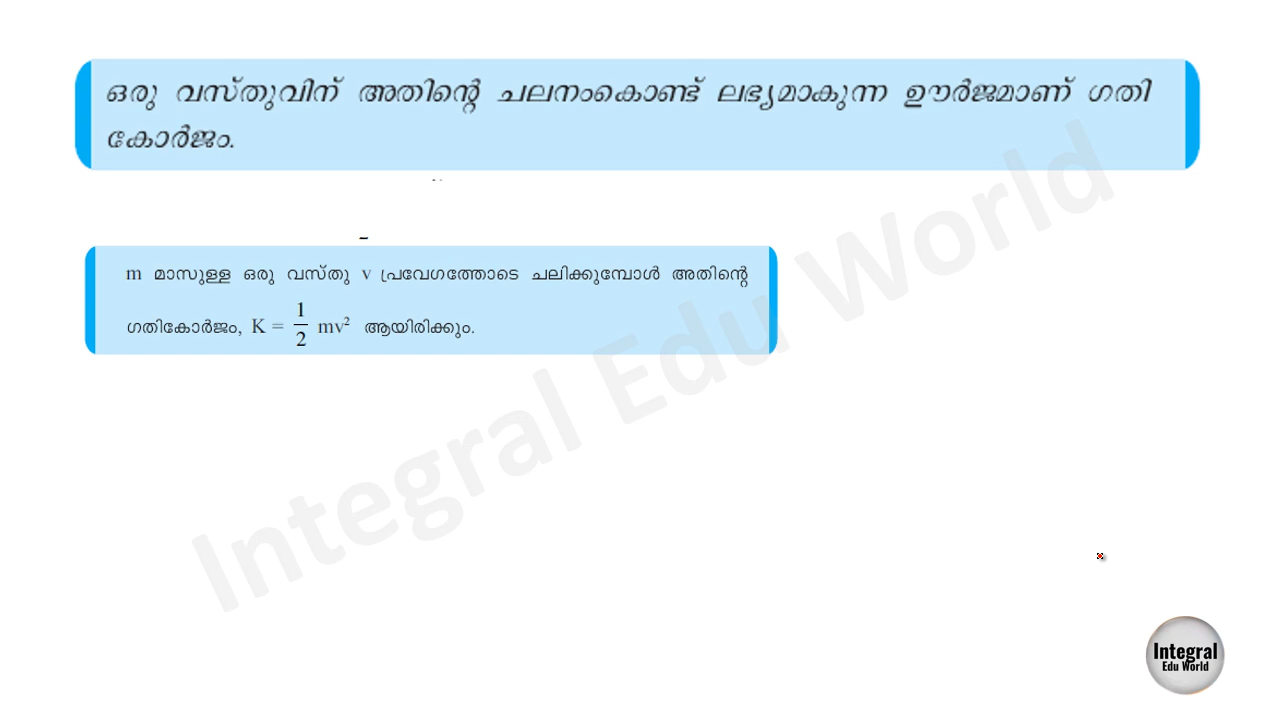 ഒരു വസ്തുവിന് അതിന്റെ ചലനംകൊണ്ട് ലഭ്യമാകുന്ന ഊർജമാണ് ഗതി
കോർജം.
m മാസുള്ള ഒരു വസ്തു v പ്രവേഗത്തോടെ ചലിക്കുമ്പോൾ അതിന്റെ
ഗതികോർജം, K = 1/2 mv² ആയിരിക്കും.
Integral Edu World
Integral
Edu World